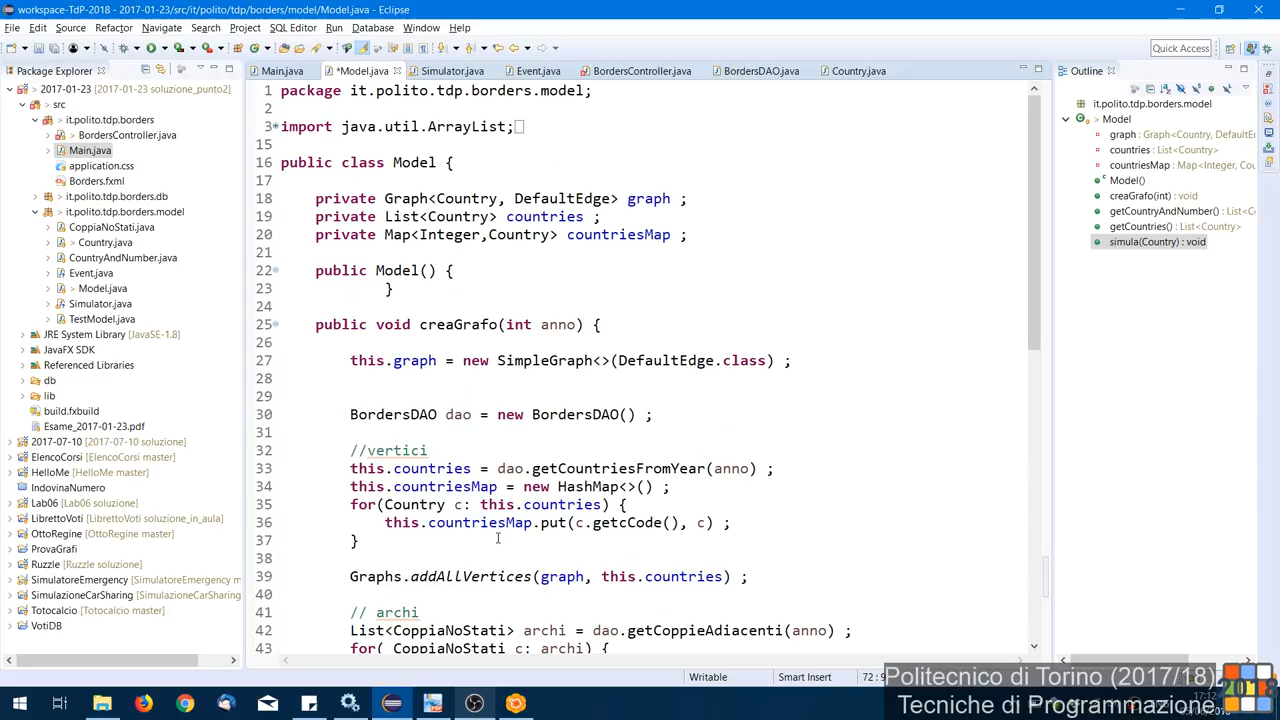 workspace-TdP-2018 - 2017-01-23/src/it/polito/tdp/borders/model/Model.java - Eclipse
File Edit Source Refactor Navigate Search Project SQL Editor Run Database Window Help
Quick Access
Package Explorer
2017-01-23 [2017-01-23 soluzione_punto2]
src
it.polito.tdp.borders
> BordersController.java
Main.java
application.css
Borders.fxml
it.polito.tdp.borders.db
> it.polito.tdp.borders.model
CoppiaNoStati.java
> Country.java
CountryAndNumber.java
Event.java
> Model.java
Simulator.java
TestModel.java
JRE System Library [JavaSE-1.8]
JavaFX SDK
Referenced Libraries
db
lib
build.fxbuild
Esame_2017-01-23.pdf
2017-07-10 [2017-07-10 soluzione]
ElencoCorsi [ElencoCorsi master]
HelloMe [HelloMe master]
IndovinaNumero
Lab03 [Lab03 master]
Lab06 [Lab06 soluzione]
LibrettoVoti [LibrettoVoti soluzione_in_aula]
OttoRegine [OttoRegine master]
ProvaGrafi
Ruzzle [Ruzzle soluzione]
SimulatoreEmergency [SimulatoreEmergency m
SimulazioneCarSharing [SimulazioneCarSharing
Totocalcio [Totocalcio master]
VotiDB
Main.java *Model.java Simulator.java Event.java BordersController.java BordersDAO.java Country.java
1 package it.polito.tdp.borders.model;
2
3 import java.util.ArrayList;
15
16 public class Model {
17
18 private Graph<Country, DefaultEdge> graph ;
19 private List<Country> countries ;
20 private Map<Integer,Country> countriesMap ;
21
22 public Model() {
23 }
24
25 public void creaGrafo(int anno) {
26
27 this.graph = new SimpleGraph<>(DefaultEdge.class) ;
28
29
30 BordersDAO dao = new BordersDAO() ;
31
32 //vertici
33 this.countries = dao.getCountriesFromYear(anno) ;
34 this.countriesMap = new HashMap<>() ;
35 for(Country c: this.countries) {
36 this.countriesMap.put(c.getcCode(), c) ;
37 }
38
39 Graphs.addAllVertices(graph, this.countries) ;
40
41 // archi
42 List<CoppiaNoStati> archi = dao.getCoppieAdiacenti(anno) ;
43 for( CoppiaNoStati c: archi) {
Outline
it.polito.tdp.borders.model
Model
graph : Graph<Country, DefaultE
countries : List<Country>
countriesMap : Map<Integer, Cou
Model()
creaGrafo(int) : void
getCountryAndNumber() : List<C
getCountries() : List<Country>
simula(Country) : void
Writable Smart Insert 72 : 9
Politecnico di Torino (2017/18)
Tecniche di Programmazione
2018
17:12